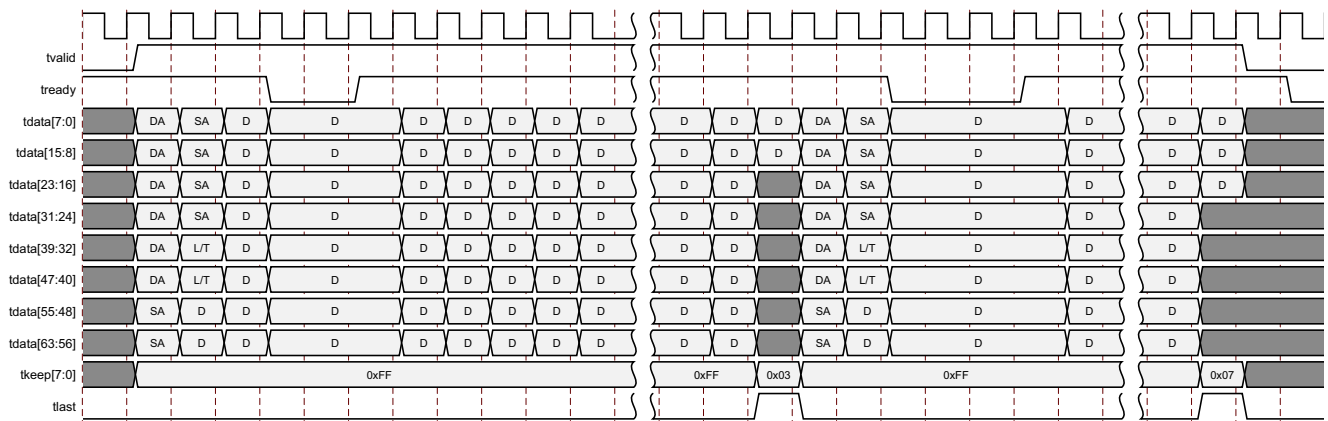 tvalid
tready
tdata[7:0] DA SA D D D D D D D D D D DA SA D D D D
tdata[15:8] DA SA D D D D D D D D D D DA SA D D D D
tdata[23:16] DA SA D D D D D D D D D DA SA D D D D
tdata[31:24] DA SA D D D D D D D D D DA SA D D D
tdata[39:32] DA L/T D D D D D D D D D DA L/T D D D
tdata[47:40] DA L/T D D D D D D D D D DA L/T D D D
tdata[55:48] SA D D D D D D D D D D SA D D D D
tdata[63:56] SA D D D D D D D D D D SA D D D D
tkeep[7:0] 0xFF 0xFF 0x03 0xFF 0x07
tlast